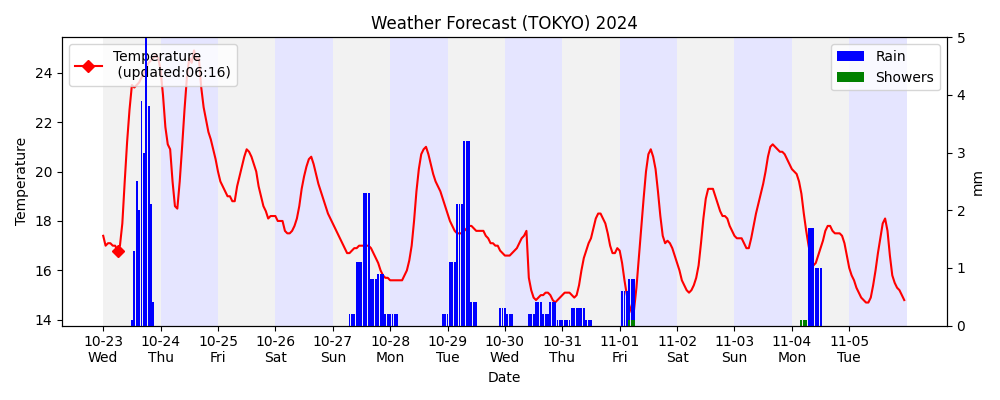 Weather Forecast (TOKYO) 2024
Temperature
(updated:06:16)
Rain
Showers
Temperature
24
22
20
18
16
14
5
4
3
2
1
0
mm
10-23 10-24 10-25 10-26 10-27 10-28 10-29 10-30 10-31 11-01 11-02 11-03 11-04 11-05
Wed Thu Fri Sat Sun Mon Tue Wed Thu Fri Sat Sun Mon Tue
Date